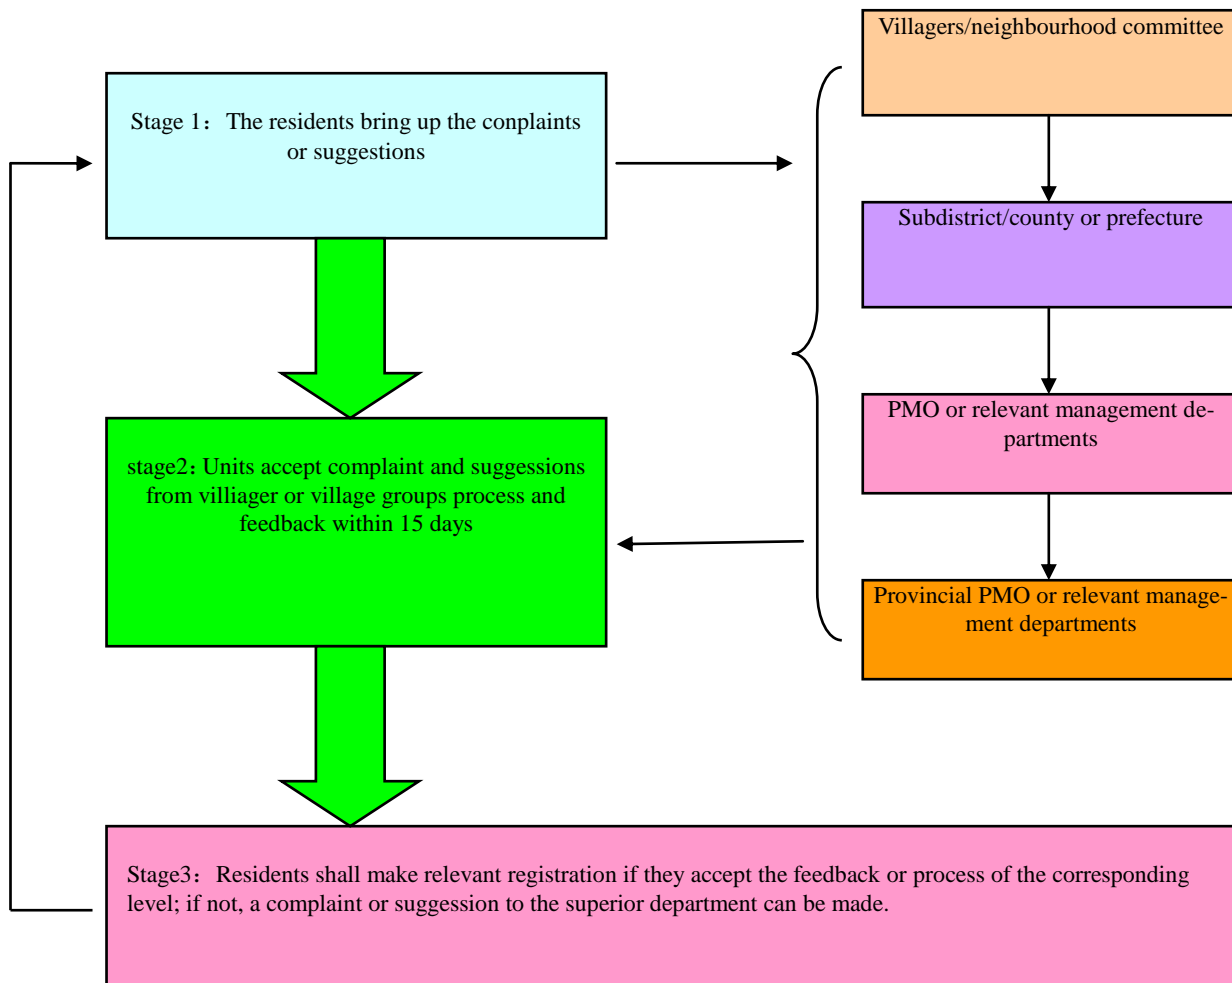 Villagers/neighbourhood committee
Stage 1：The residents bring up the conplaints
or suggestions
Subdistrict/county or prefecture
PMO or relevant management de-
partments
stage2：Units accept complaint and suggessions
from villiager or village groups process and
feedback within 15 days
Provincial PMO or relevant manage-
ment departments
Stage3：Residents shall make relevant registration if they accept the feedback or process of the corresponding
level; if not, a complaint or suggession to the superior department can be made.